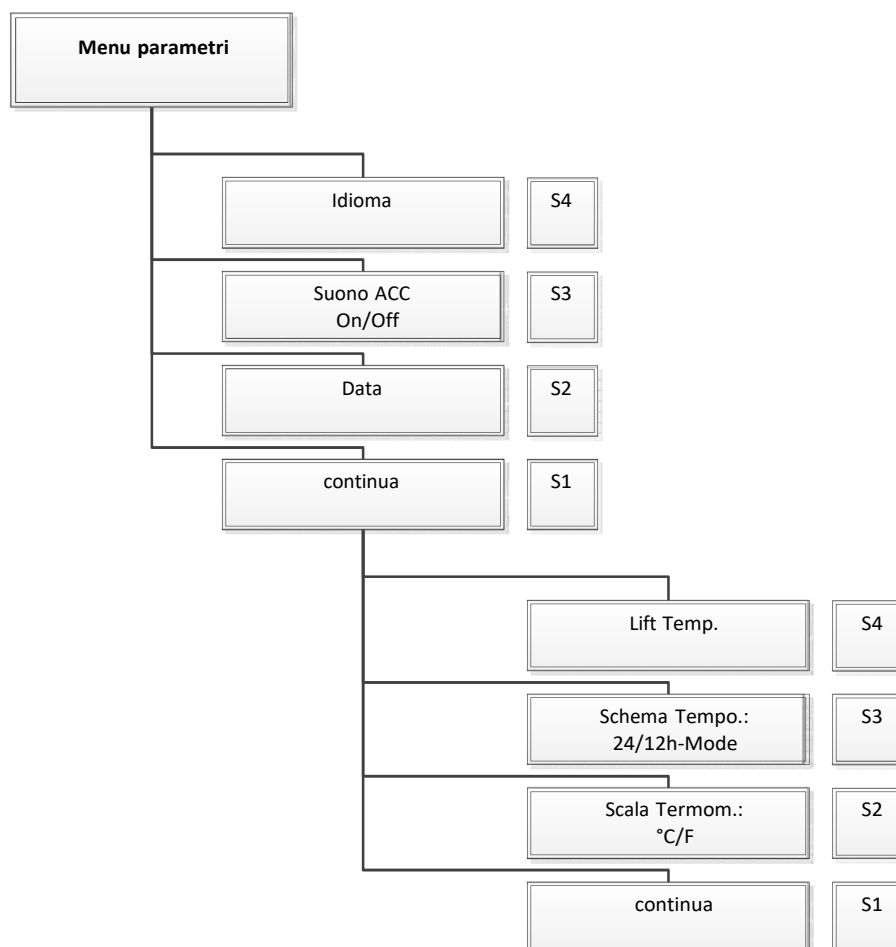 Menu parametri
Idioma
S4
Suono ACC
On/Off
S3
Data
S2
continua
S1
Lift Temp.
S4
Schema Tempo.:
24/12h-Mode
S3
Scala Termom.:
°C/F
S2
continua
S1